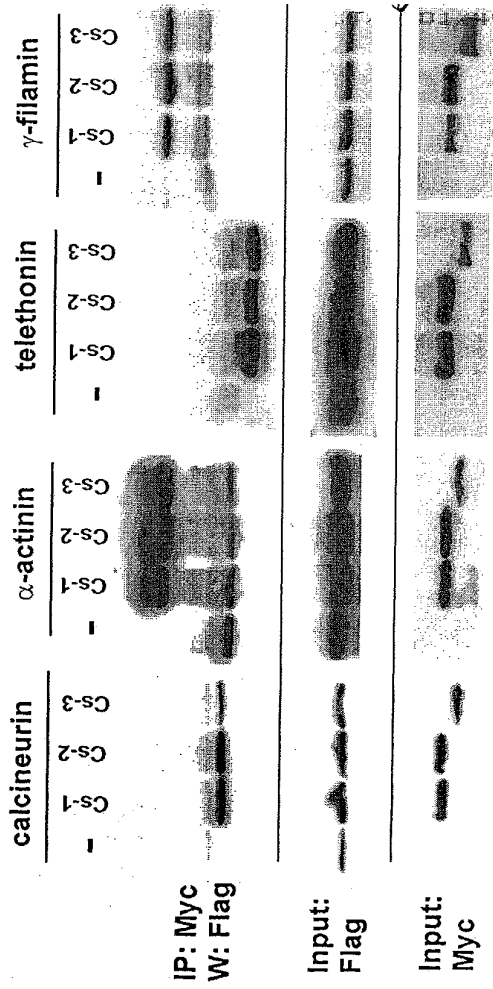 calcineurin α-actinin telethonin γ-filamin
– Cs-1 Cs-2 Cs-3 – Cs-1 Cs-2 Cs-3 – Cs-1 Cs-2 Cs-3 – Cs-1 Cs-2 Cs-3
IP: Myc
W: Flag
Input:
Flag
Input:
Myc